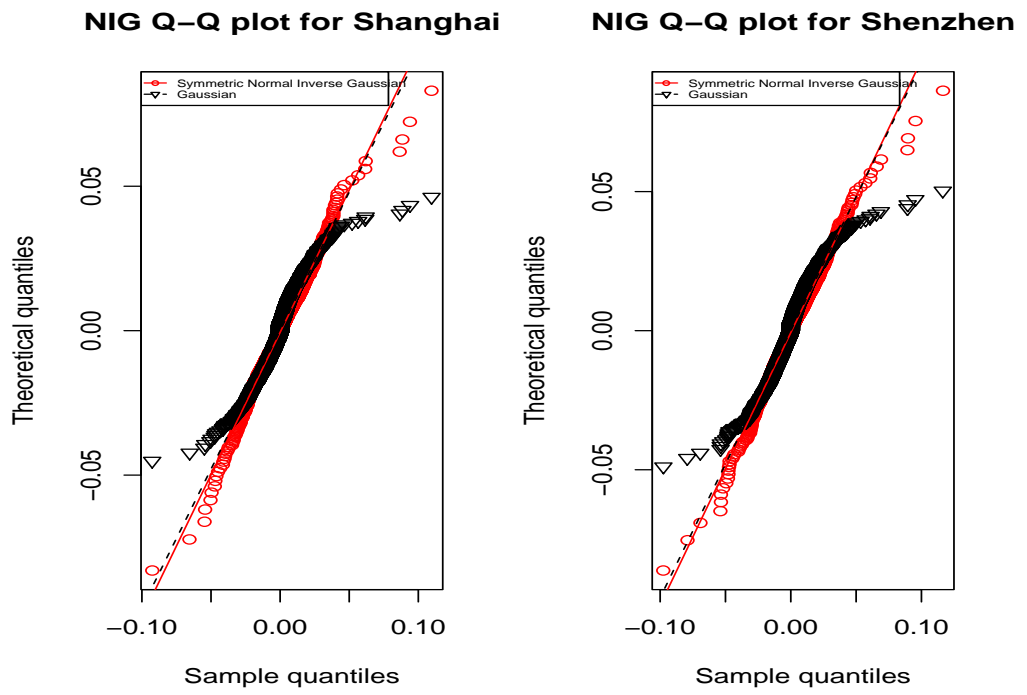 NIG Q−Q plot for Shanghai
Symmetric Normal Inverse Gaussian
Gaussian
Theoretical quantiles
0.05
0.00
−0.05
−0.10
0.00
0.10
Sample quantiles
NIG Q−Q plot for Shenzhen
Symmetric Normal Inverse Gaussian
Gaussian
Theoretical quantiles
0.05
0.00
−0.05
−0.10
0.00
0.10
Sample quantiles